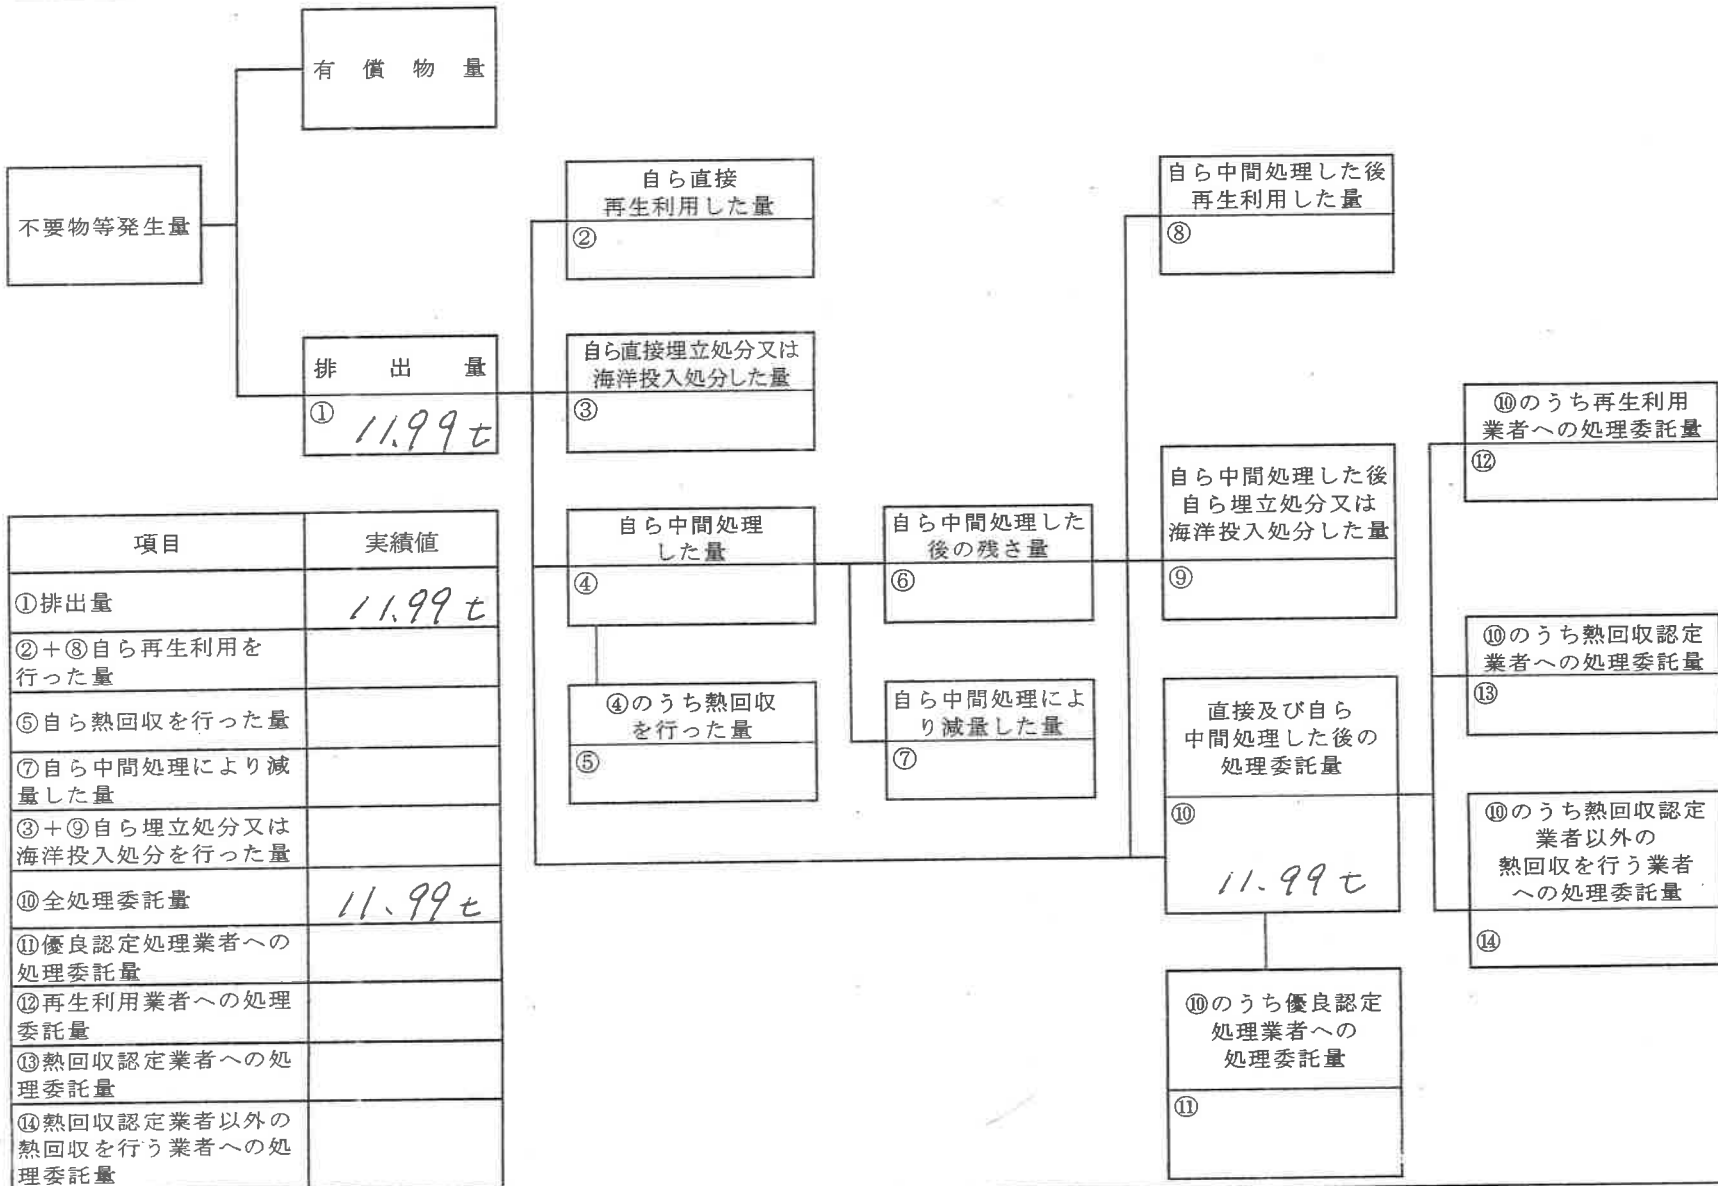 有償物量
不要物等発生量
排出量
① 11.99 t
自ら直接
再生利用した量
②
自ら直接埋立処分又は
海洋投入処分した量
③
自ら中間処理
した量
④
④のうち熱回収
を行った量
⑤
自ら中間処理した
後の残さ量
⑥
自ら中間処理によ
り減量した量
⑦
自ら中間処理した後
再生利用した量
⑧
自ら中間処理した後
自ら埋立処分又は
海洋投入処分した量
⑨
直接及び自ら
中間処理した後の
処理委託量
⑩
11.99 t
⑩のうち優良認定
処理業者への
処理委託量
⑪
⑩のうち再生利用
業者への処理委託量
⑫
⑩のうち熱回収認定
業者への処理委託量
⑬
⑩のうち熱回収認定
業者以外の
熱回収を行う業者
への処理委託量
⑭
項目 実績値
①排出量 11.99 t
②+⑧自ら再生利用を
行った量
⑤自ら熱回収を行った量
⑦自ら中間処理により減
量した量
③+⑨自ら埋立処分又は
海洋投入処分を行った量
⑩全処理委託量 11.99 t
⑪優良認定処理業者への
処理委託量
⑫再生利用業者への処理
委託量
⑬熱回収認定業者への処
理委託量
⑭熱回収認定業者以外の
熱回収を行う業者への処
理委託量